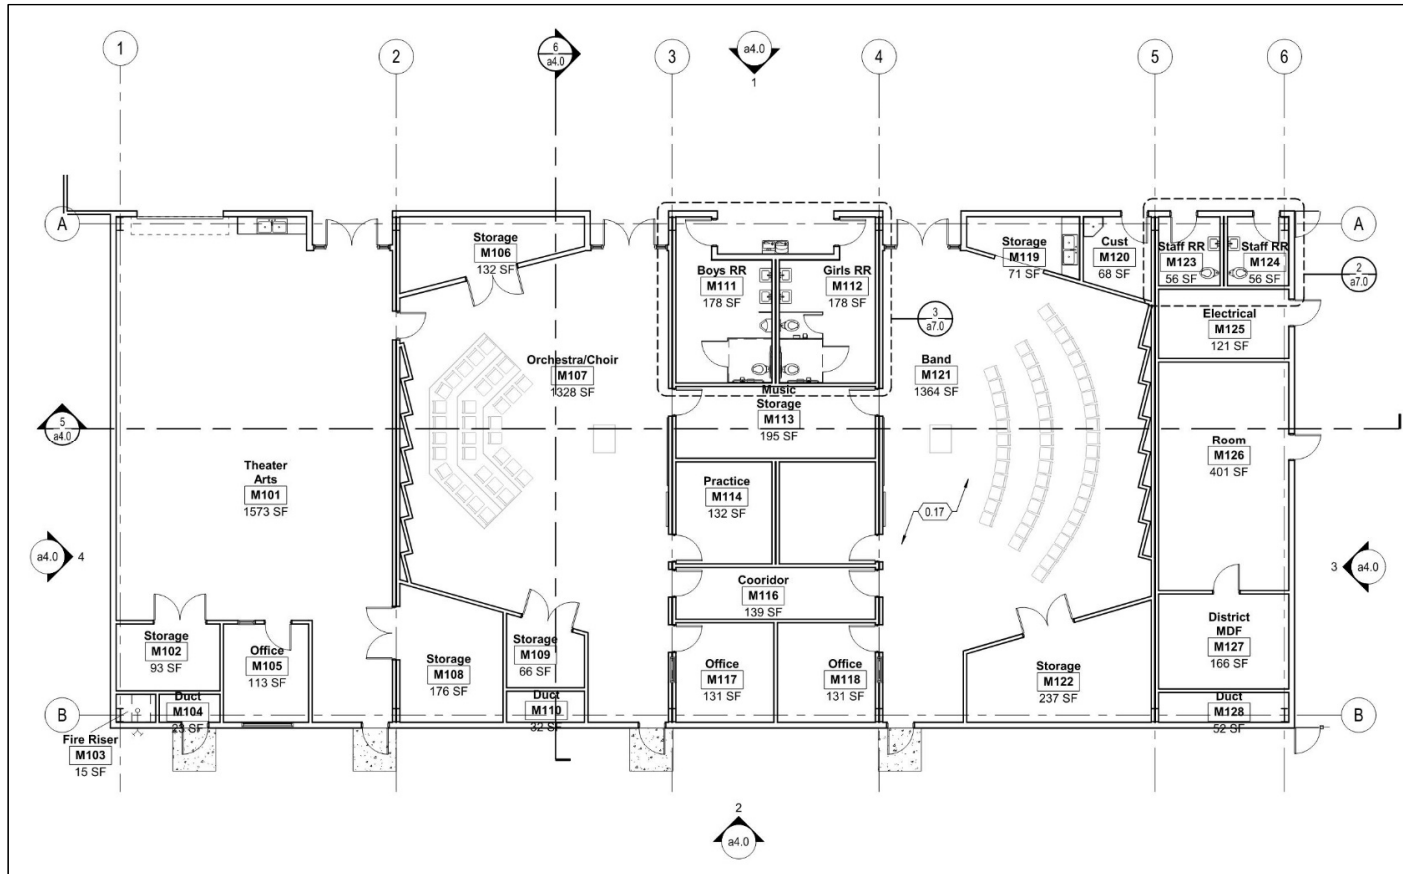 1
2
6
a4.0
3
a4.0
1
4
5
6
A
A
Storage
M106
132 SF
Boys RR
M111
178 SF
Girls RR
M112
178 SF
Storage
M119
71 SF
Cust
M120
68 SF
Staff RR
M123
56 SF
Staff RR
M124
56 SF
2
a7.0
3
a7.0
Electrical
M125
121 SF
Orchestra/Choir
M107
1328 SF
Band
M121
1364 SF
Music
Storage
M113
195 SF
5
a4.0
Room
M126
401 SF
Theater
Arts
M101
1573 SF
Practice
M114
132 SF
0.17
a4.0
4
3
a4.0
Cooridor
M116
139 SF
Storage
M102
93 SF
Office
M105
113 SF
Storage
M108
176 SF
Storage
M109
66 SF
Office
M117
131 SF
Office
M118
131 SF
Storage
M122
237 SF
District
MDF
M127
166 SF
B
B
Duct
M104
23 SF
Duct
M110
32 SF
Duct
M128
52 SF
Fire Riser
M103
15 SF
2
a4.0